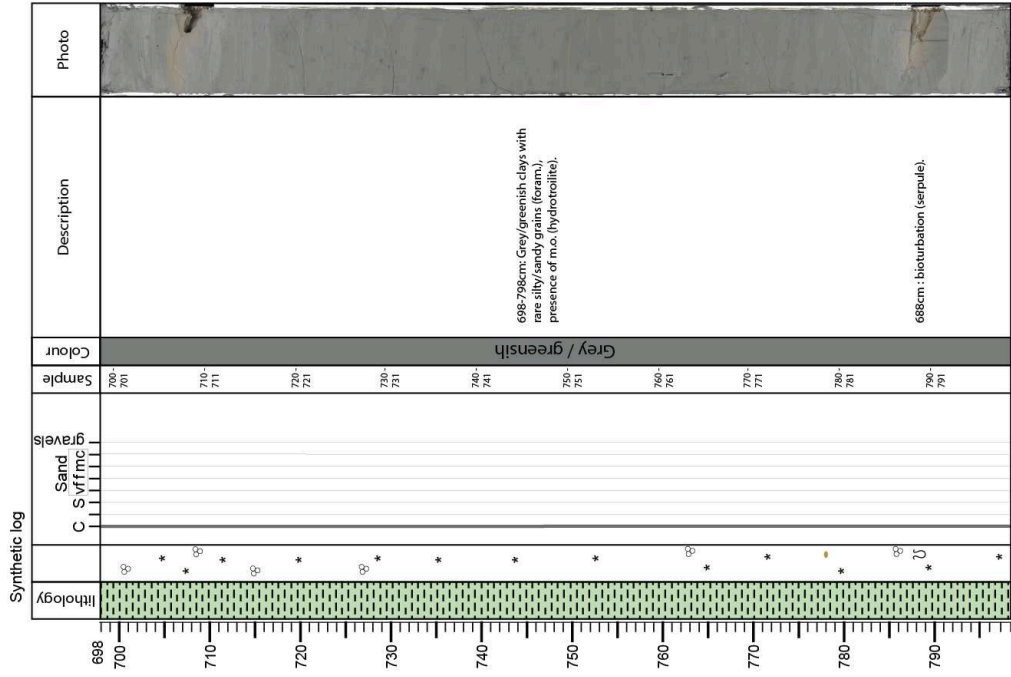 Synthetic log
lithology
C S vf f m c
Sand
gravels
Sample
Colour
Description
Photo
698
700
710
720
730
740
750
760
770
780
790
700-
701
710-
711
720-
721
730-
731
740-
741
750-
751
760-
761
770-
771
780-
781
790-
791
Grey / greensih
698-798cm: Grey/greenish clays with
rare silty/sandy grains (foram.),
presence of m.o. (hydrotroilite).
688cm : bioturbation (serpule).